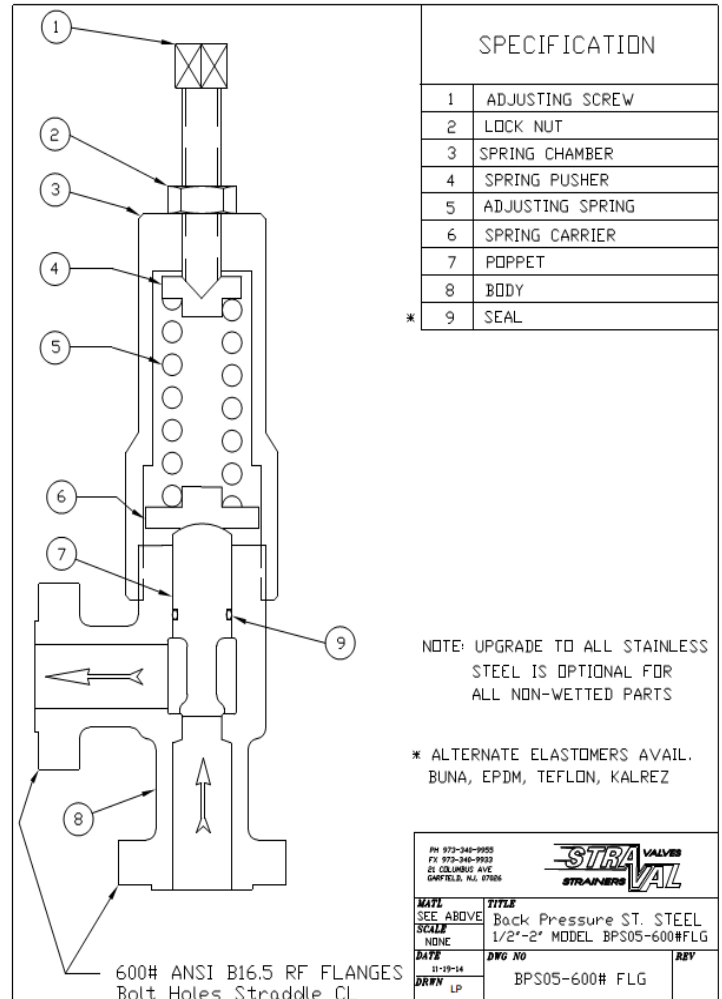 1
2
3
4
5
6
7
8
9
SPECIFICATION
1 ADJUSTING SCREW
2 LOCK NUT
3 SPRING CHAMBER
4 SPRING PUSHER
5 ADJUSTING SPRING
6 SPRING CARRIER
7 POPPET
8 BODY
* 9 SEAL
NOTE: UPGRADE TO ALL STAINLESS
STEEL IS OPTIONAL FOR
ALL NON-WETTED PARTS
* ALTERNATE ELASTOMERS AVAIL.
BUNA, EPDM, TEFLON, KALREZ
600# ANSI B16.5 RF FLANGES
Bolt Holes Straddle CL
PH 973-340-9955
FX 973-340-9933
21 COLUMBUS AVE
GARFIELD, N.J. 07026
STRA VALVES
STRAINERS VAL
MATL
SEE ABOVE
TITLE
Back Pressure ST. STEEL
1/2"-2" MODEL BPS05-600#FLG
SCALE
NONE
DATE
11-19-14
DWG NO
BPS05-600# FLG
REV
DRWN LP